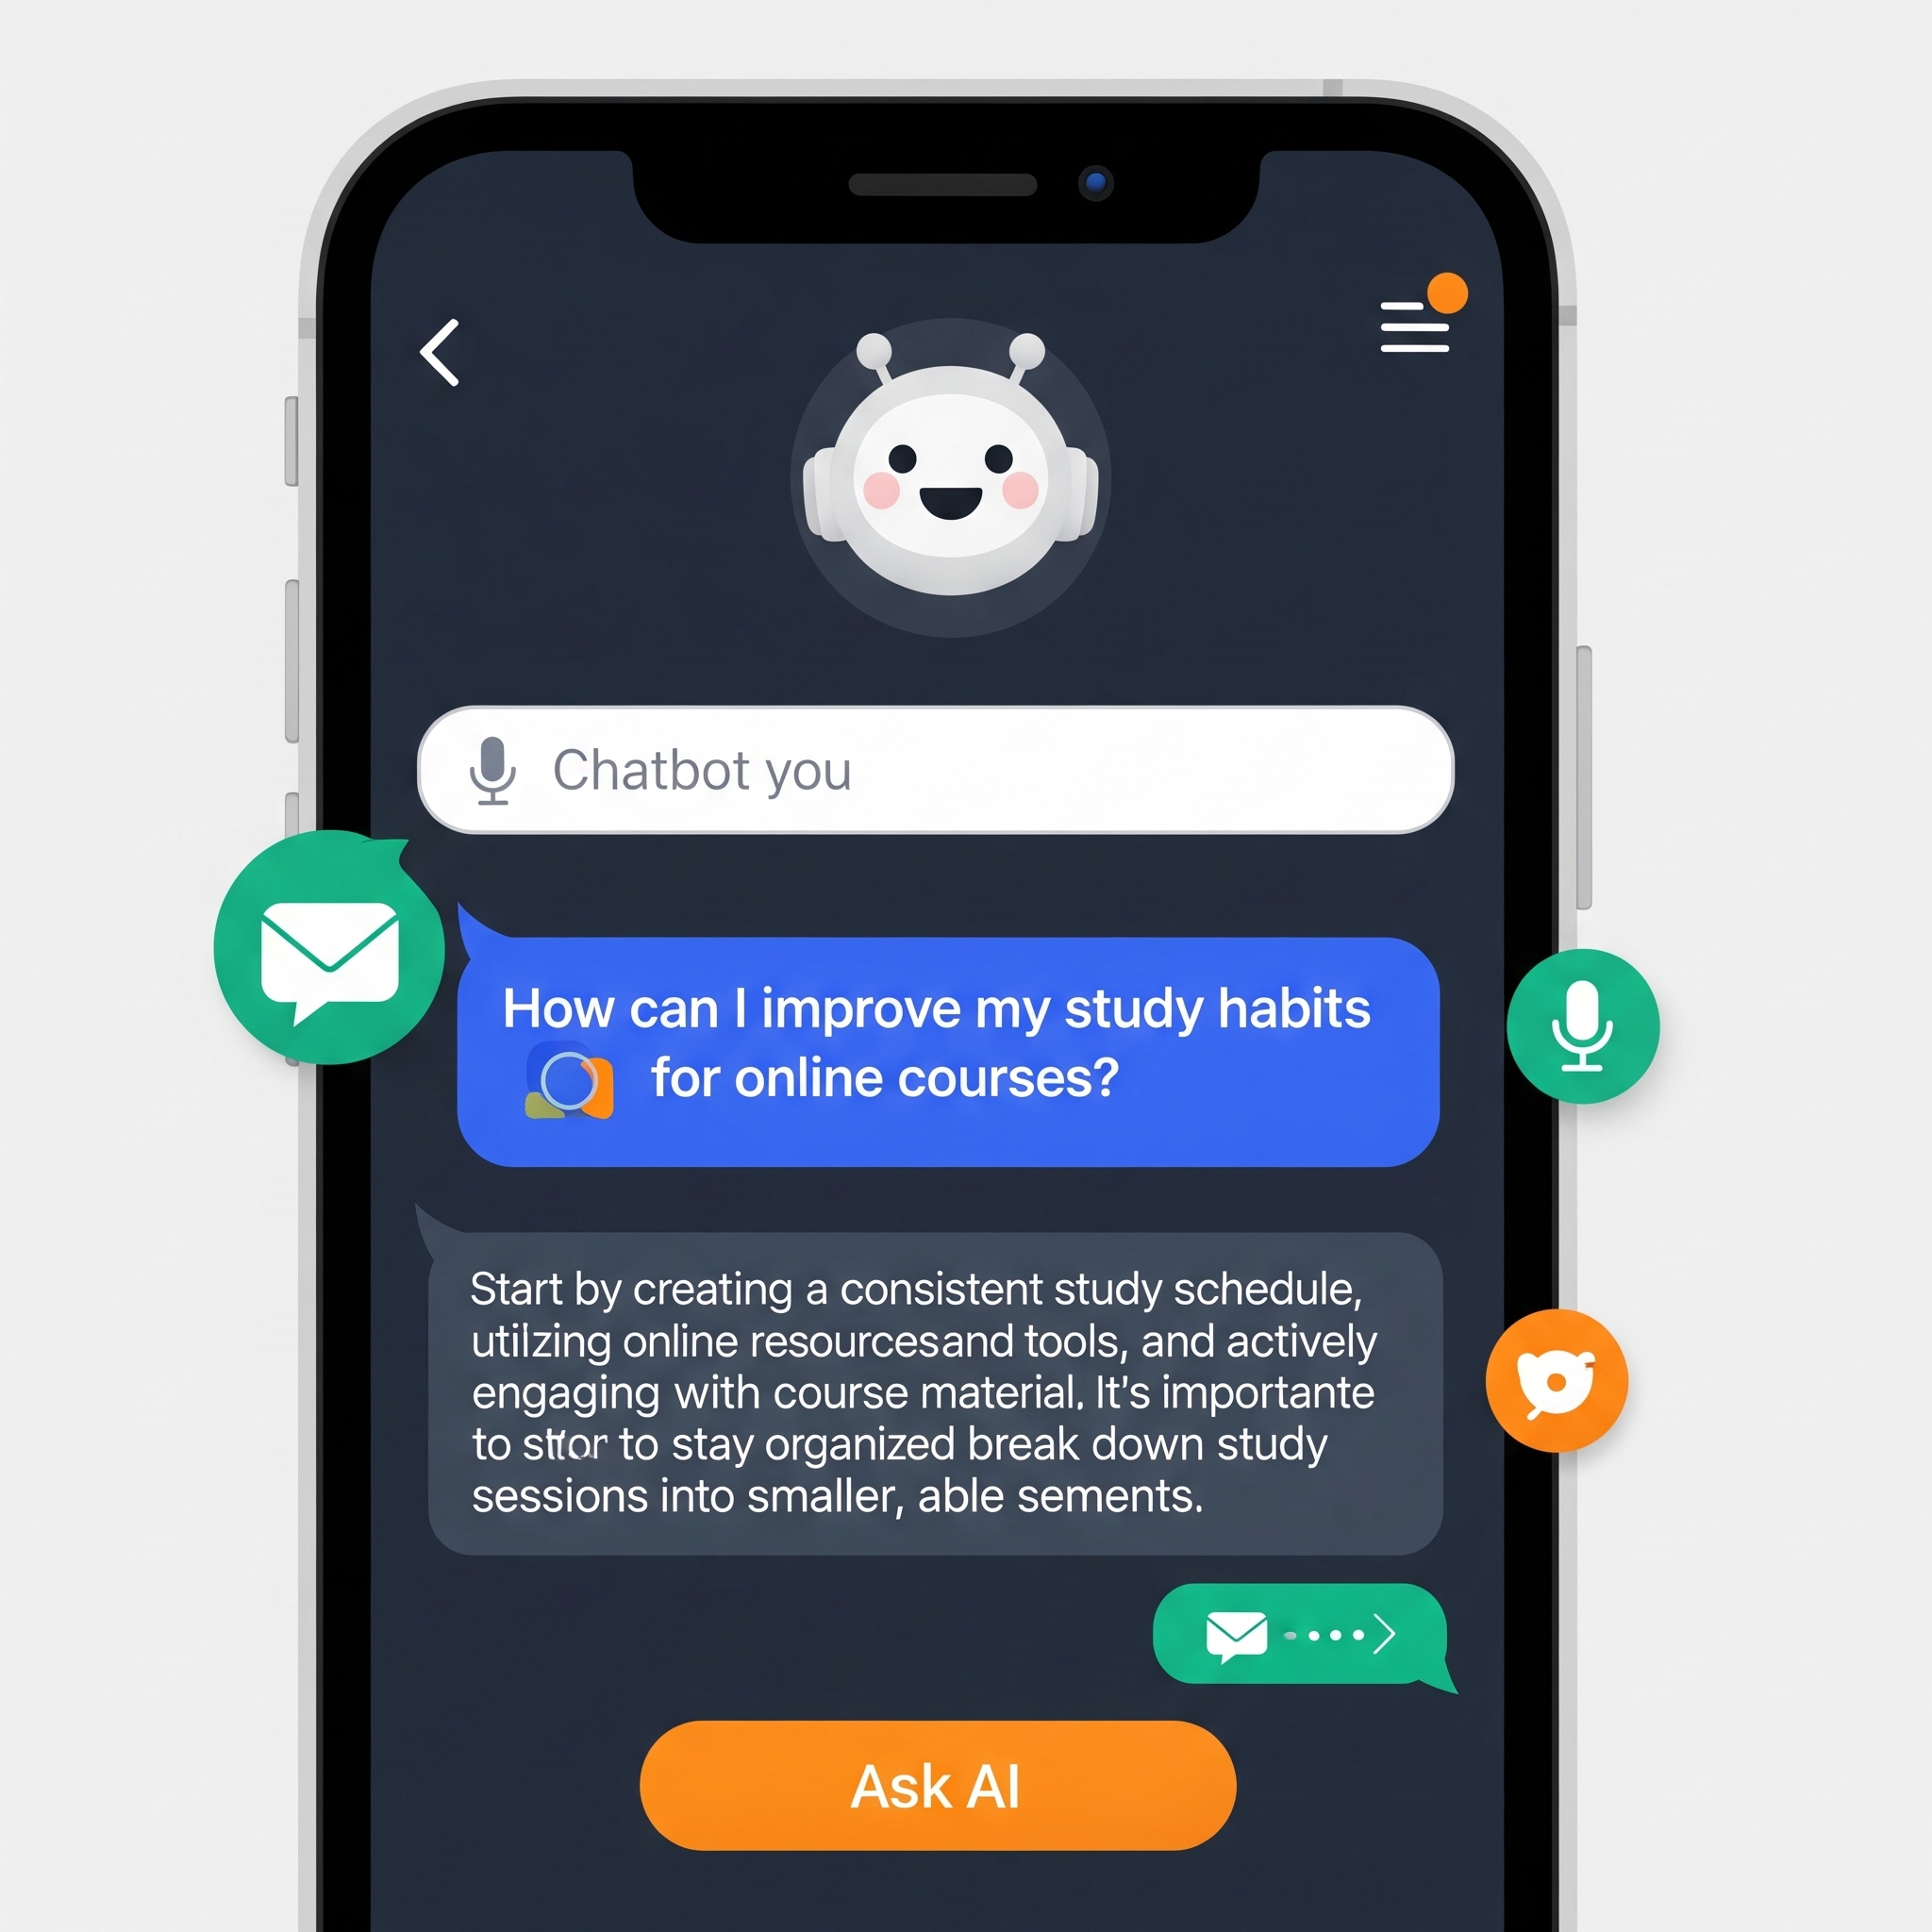 Chatbot you
How can I improve my study habits
for online courses?
Start by creating a consistent study schedule,
utilzing online resourcesand tools, and actively
engaging with course material. It's importante
to to stay organized break down study
sessions into smaller, able sements.
Ask AI